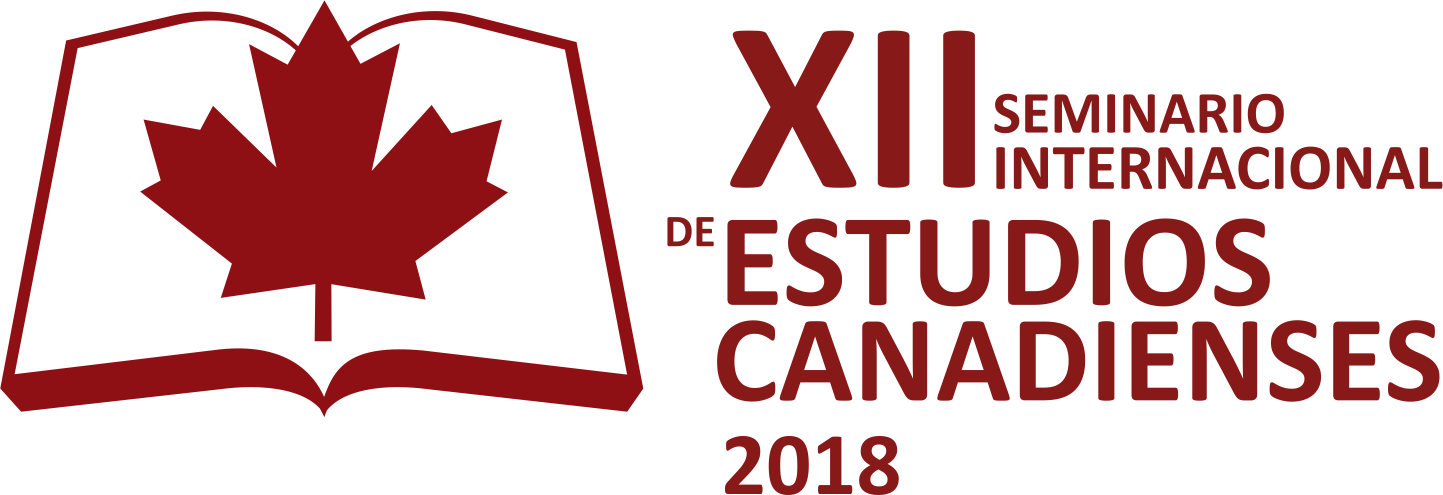 XII SEMINARIO
INTERNACIONAL
DE ESTUDIOS
CANADIENSES
2018